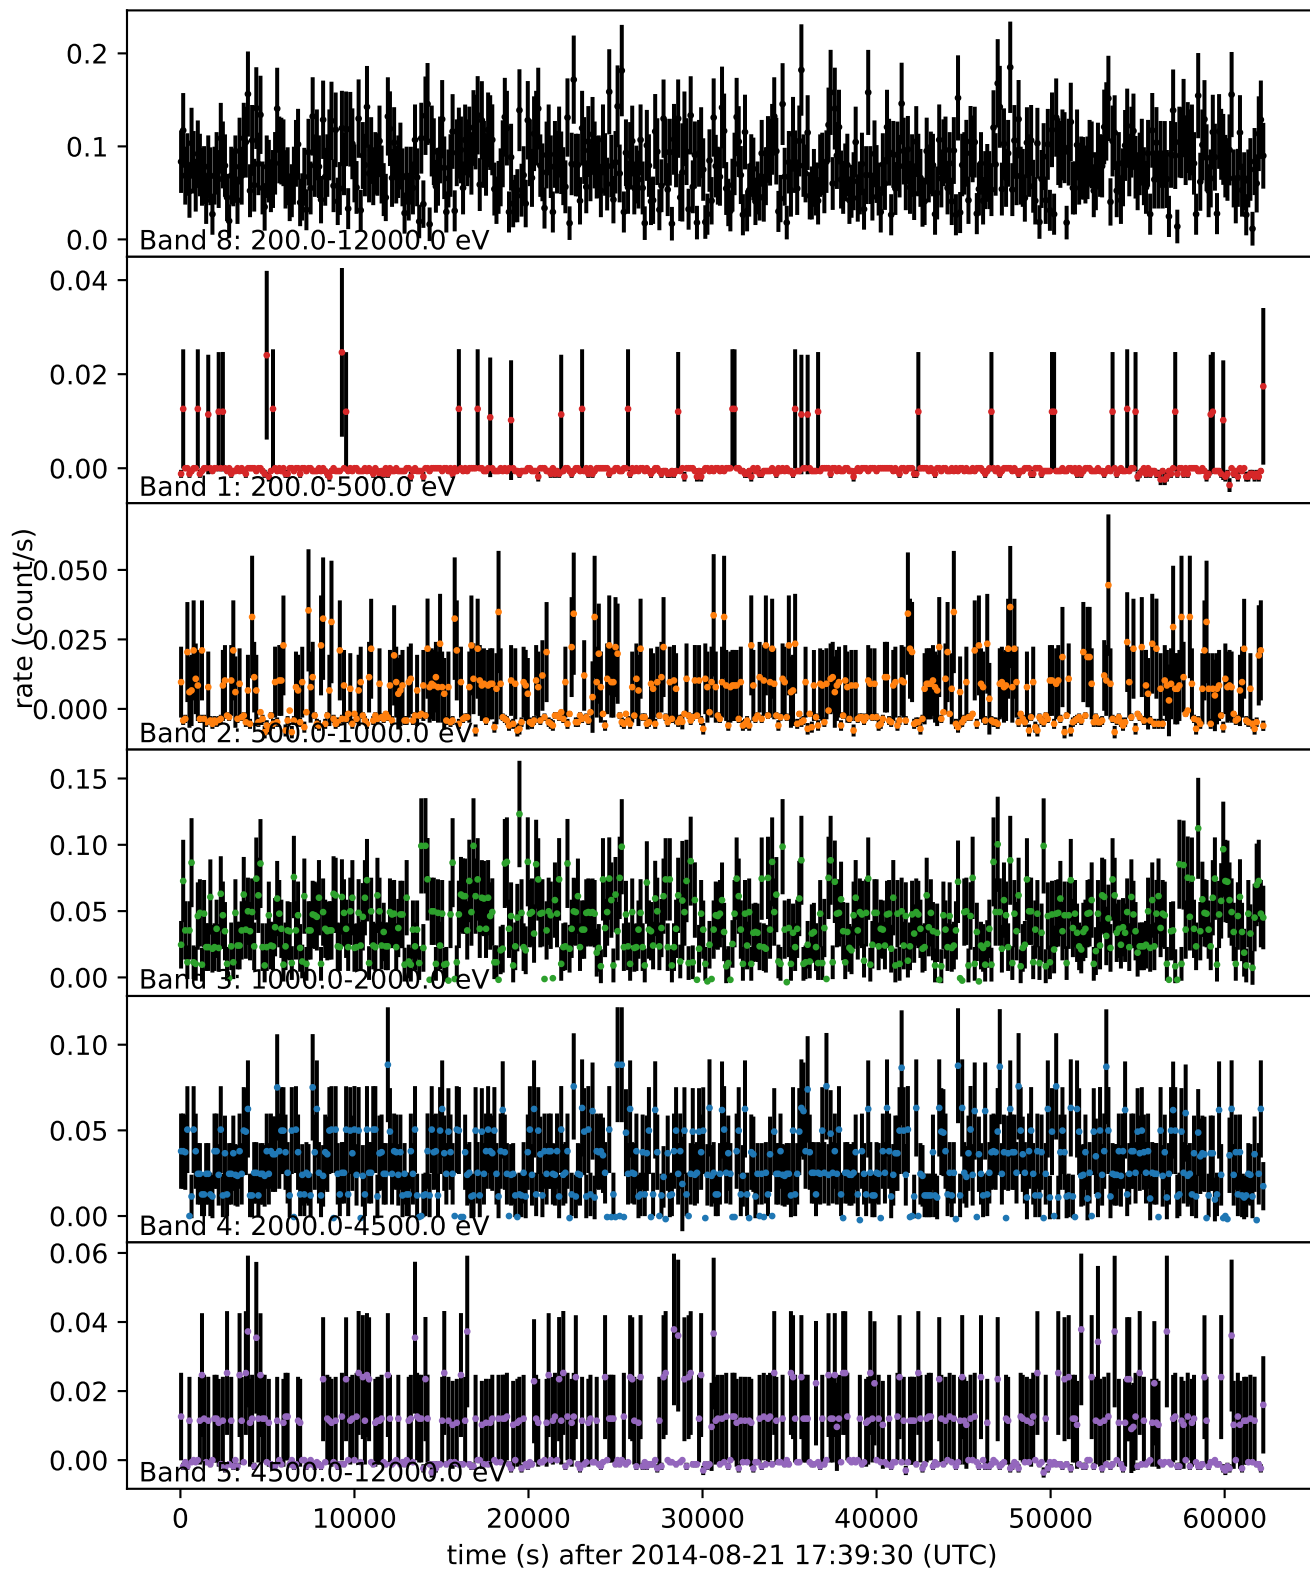 0.2
0.1
0.0
Band 8: 200.0-12000.0 eV
0.04
0.02
0.00
Band 1: 200.0-500.0 eV
rate (count/s)
0.050
0.025
0.000
Band 2: 500.0-1000.0 eV
0.15
0.10
0.05
0.00
Band 3: 1000.0-2000.0 eV
0.10
0.05
0.00
Band 4: 2000.0-4500.0 eV
0.06
0.04
0.02
0.00
Band 5: 4500.0-12000.0 eV
0 10000 20000 30000 40000 50000 60000
time (s) after 2014-08-21 17:39:30 (UTC)